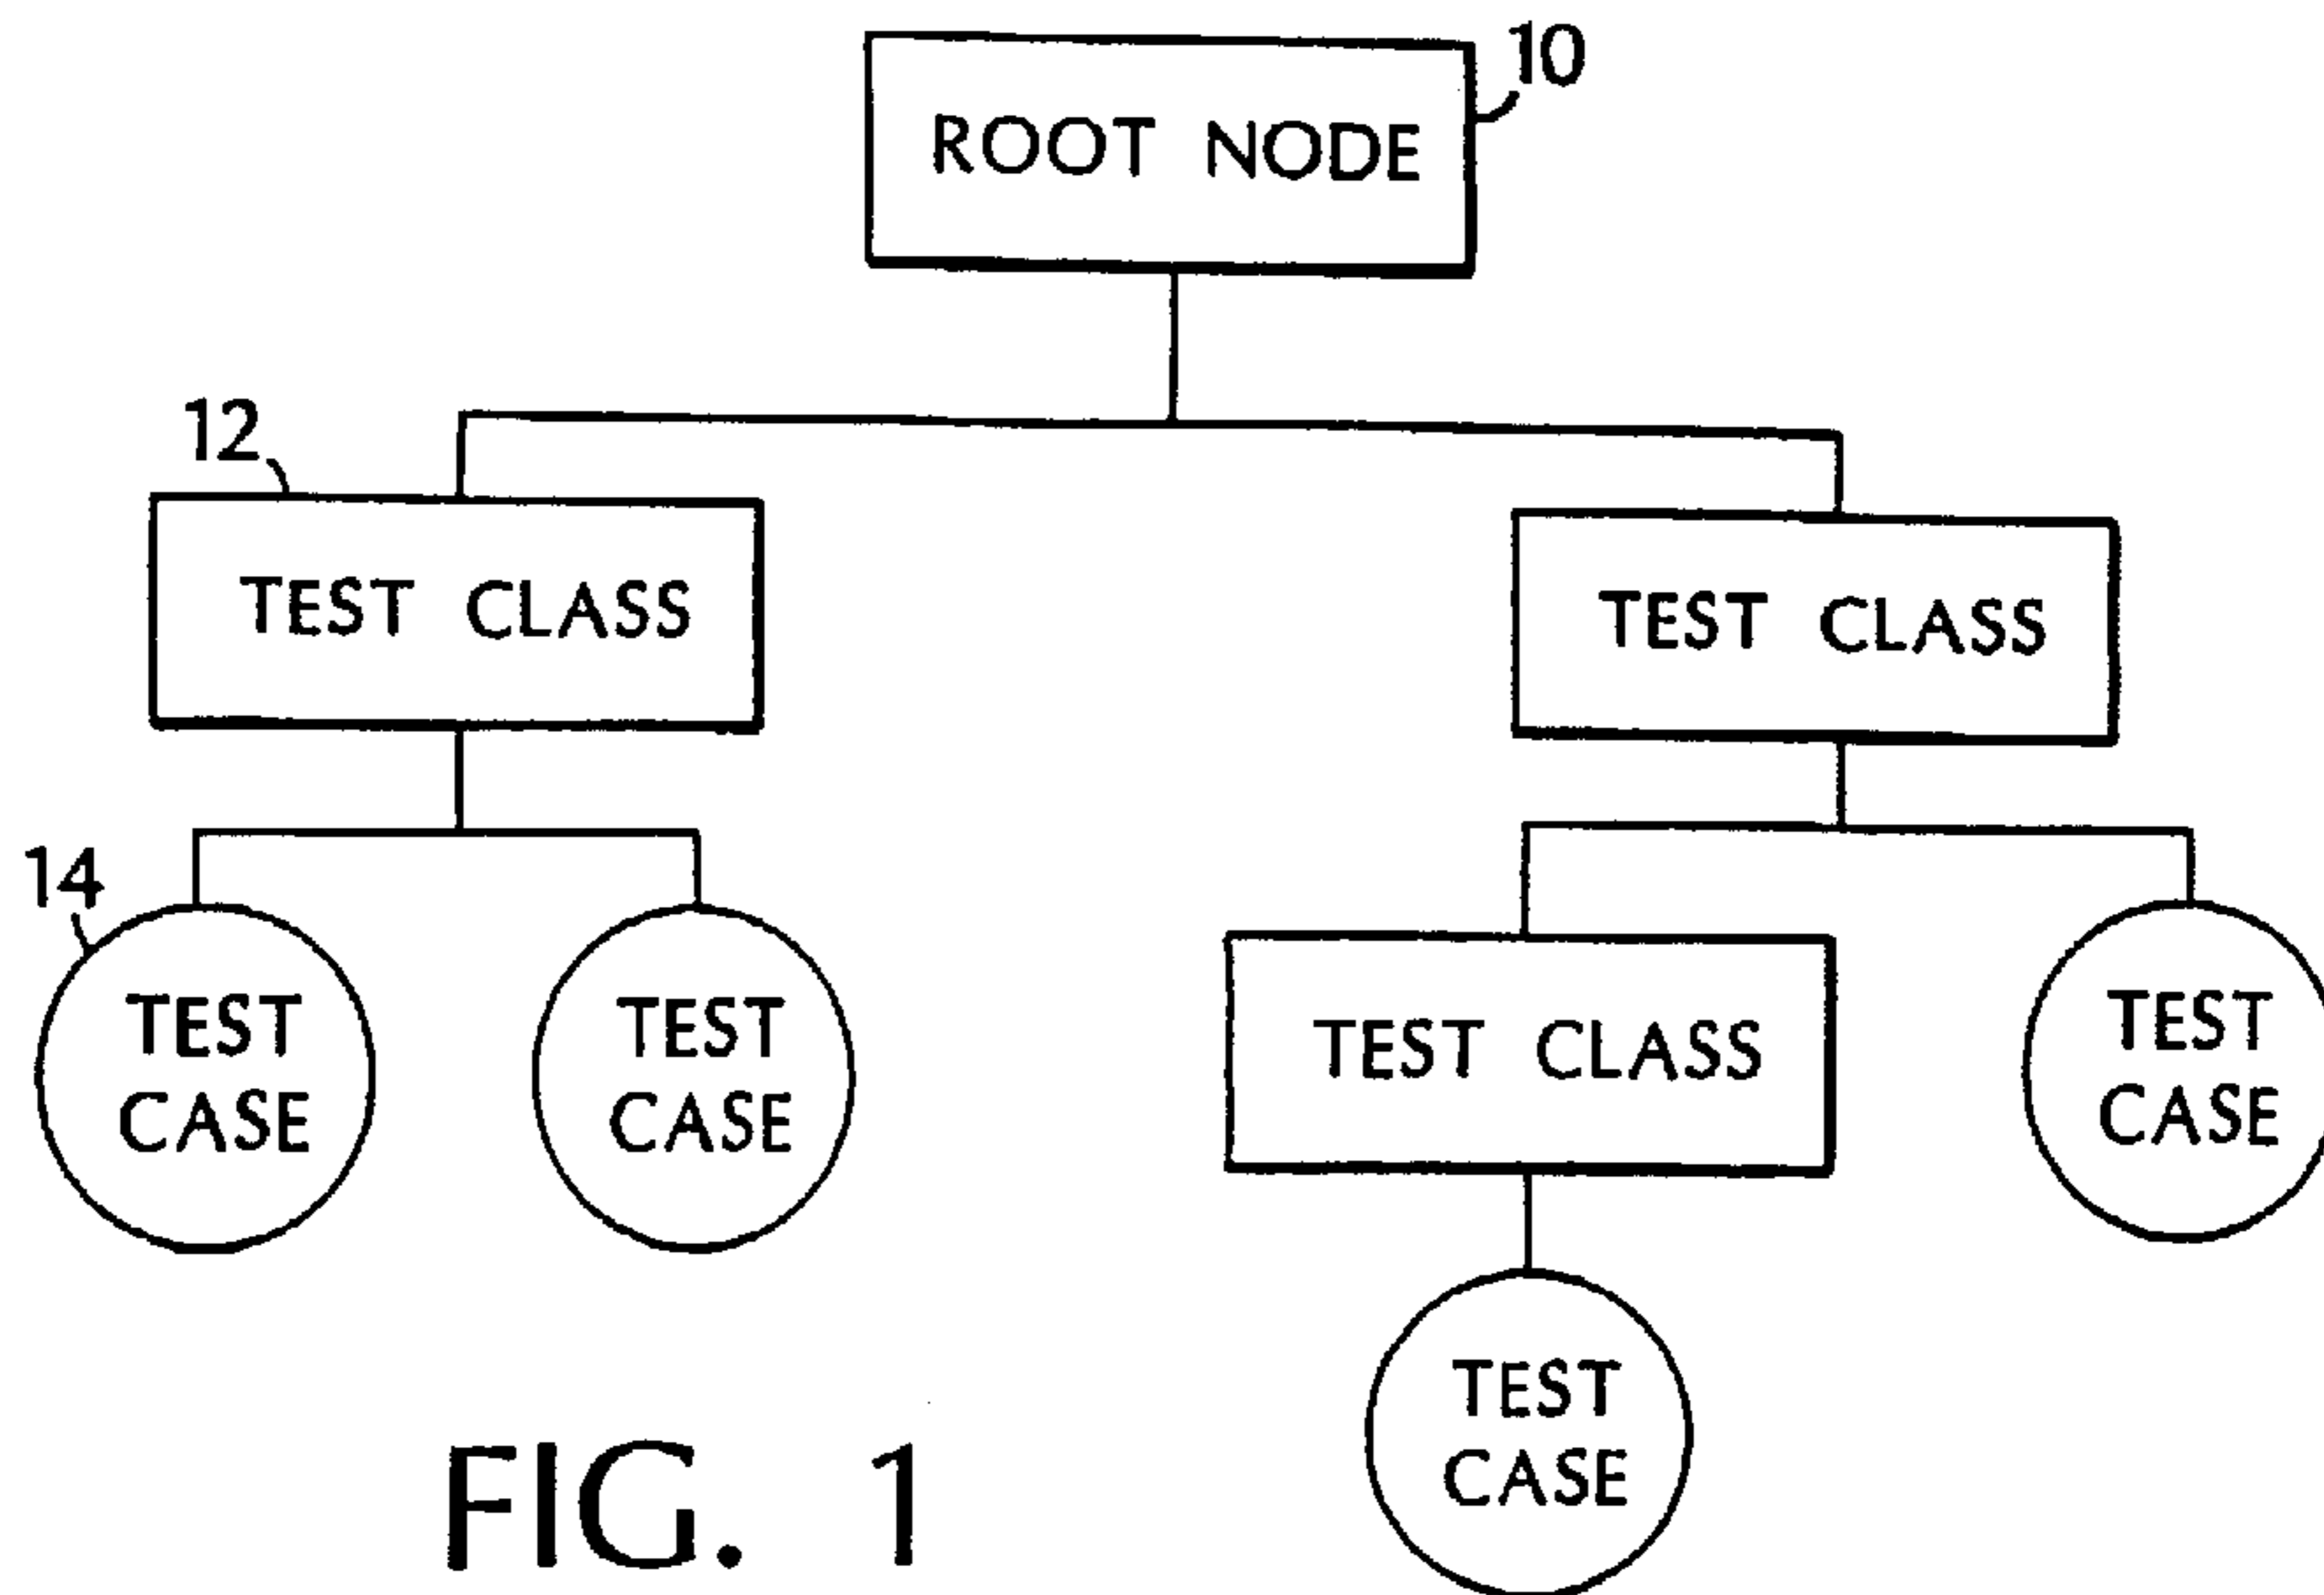 10
ROOT NODE
12
TEST CLASS
TEST CLASS
14
TEST
CASE
TEST
CASE
TEST CLASS
TEST
CASE
TEST
CASE
FIG. 1